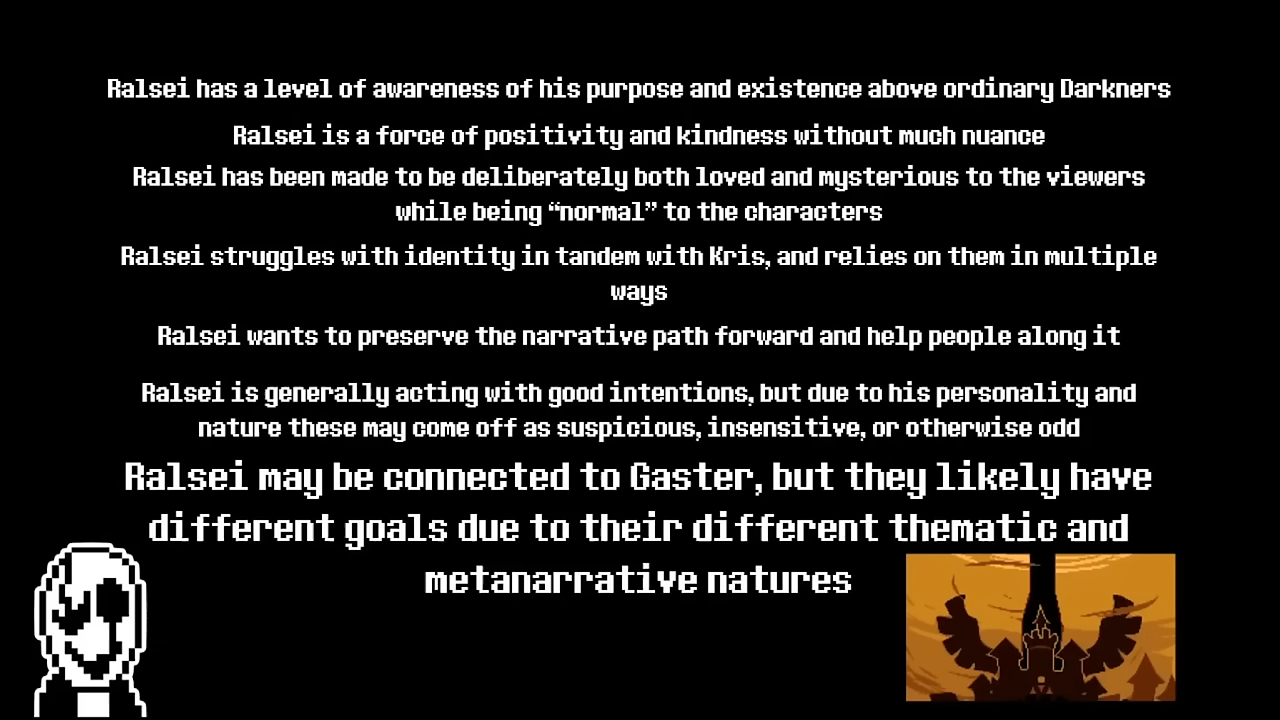 Ralsei has a level of awareness of his purpose and existence above ordinary Darkners
Ralsei is a force of positivity and kindness without much nuance
Ralsei has been made to be deliberately both loved and mysterious to the viewers
while being “normal” to the characters
Ralsei struggles with identity in tandem with Kris, and relies on them in multiple
ways
Ralsei wants to preserve the narrative path forward and help people along it
Ralsei is generally acting with good intentions, but due to his personality and
nature these may come off as suspicious, insensitive, or otherwise odd
Ralsei may be connected to Gaster, but they likely have
different goals due to their different thematic and
metanarrative natures